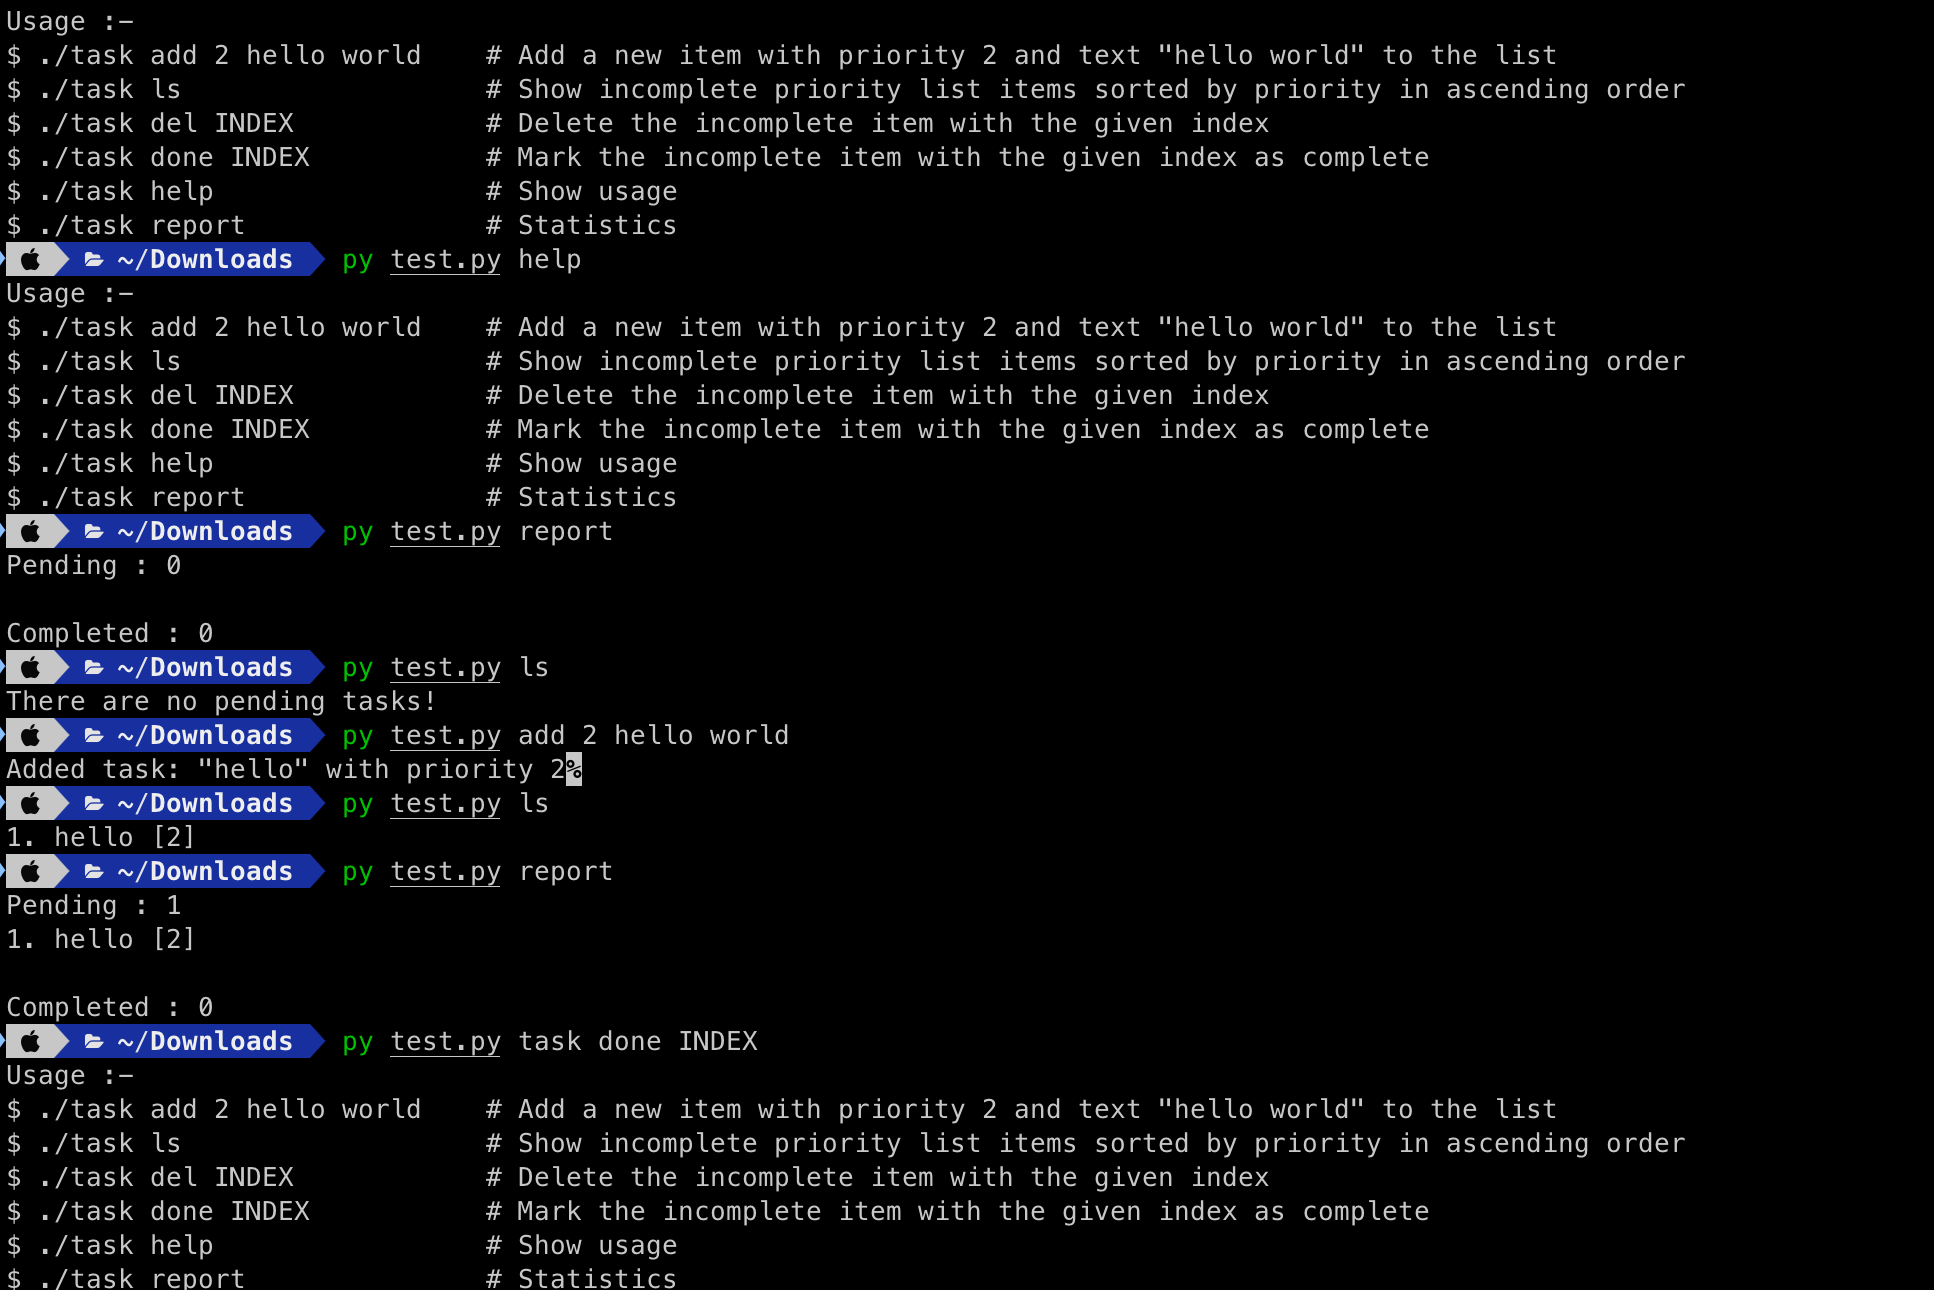 Usage :-
$ ./task add 2 hello world    # Add a new item with priority 2 and text "hello world" to the list
$ ./task ls                   # Show incomplete priority list items sorted by priority in ascending order
$ ./task del INDEX            # Delete the incomplete item with the given index
$ ./task done INDEX           # Mark the incomplete item with the given index as complete
$ ./task help                 # Show usage
$ ./task report               # Statistics
~/Downloads py test.py help
Usage :-
$ ./task add 2 hello world    # Add a new item with priority 2 and text "hello world" to the list
$ ./task ls                   # Show incomplete priority list items sorted by priority in ascending order
$ ./task del INDEX            # Delete the incomplete item with the given index
$ ./task done INDEX           # Mark the incomplete item with the given index as complete
$ ./task help                 # Show usage
$ ./task report               # Statistics
~/Downloads py test.py report
Pending : 0

Completed : 0
~/Downloads py test.py ls
There are no pending tasks!
~/Downloads py test.py add 2 hello world
Added task: "hello" with priority 2%
~/Downloads py test.py ls
1. hello [2]
~/Downloads py test.py report
Pending : 1
1. hello [2]

Completed : 0
~/Downloads py test.py task done INDEX
Usage :-
$ ./task add 2 hello world    # Add a new item with priority 2 and text "hello world" to the list
$ ./task ls                   # Show incomplete priority list items sorted by priority in ascending order
$ ./task del INDEX            # Delete the incomplete item with the given index
$ ./task done INDEX           # Mark the incomplete item with the given index as complete
$ ./task help                 # Show usage
$ ./task report               # Statistics